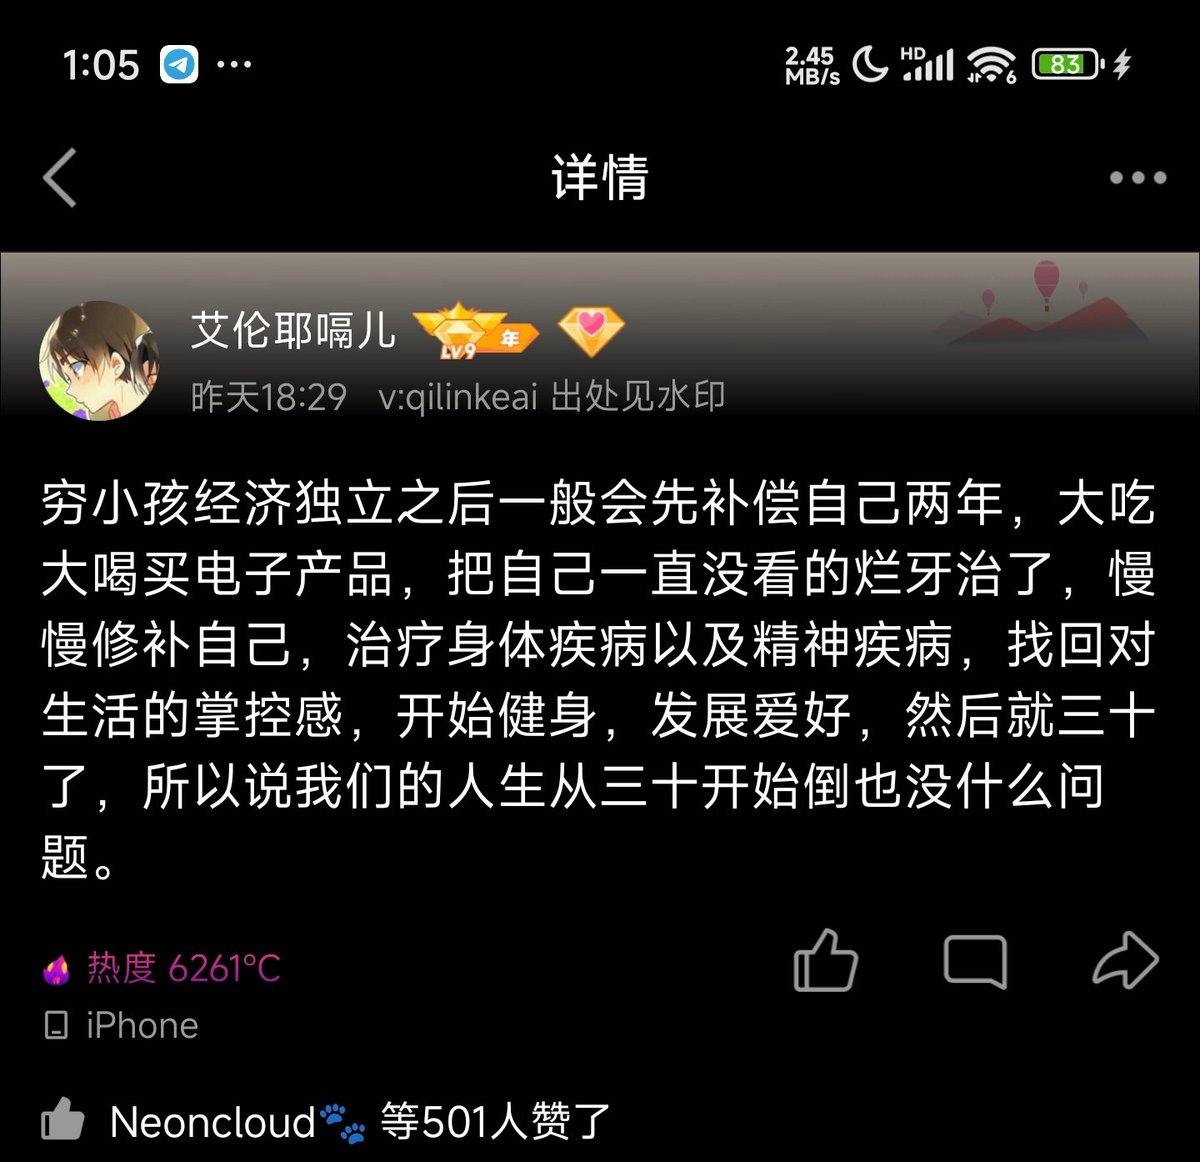 1:05 ...
2.45 MB/s HD 6 83
详情
艾伦耶嗝儿 LV9 年
昨天18:29 v:qilinkeai 出处见水印
穷小孩经济独立之后一般会先补偿自己两年，大吃
大喝买电子产品，把自己一直没看的烂牙治了，慢
慢修补自己，治疗身体疾病以及精神疾病，找回对
生活的掌控感，开始健身，发展爱好，然后就三十
了，所以说我们的人生从三十开始倒也没什么问
题。
热度 6261°C
iPhone
Neoncloud🐾 等501人赞了